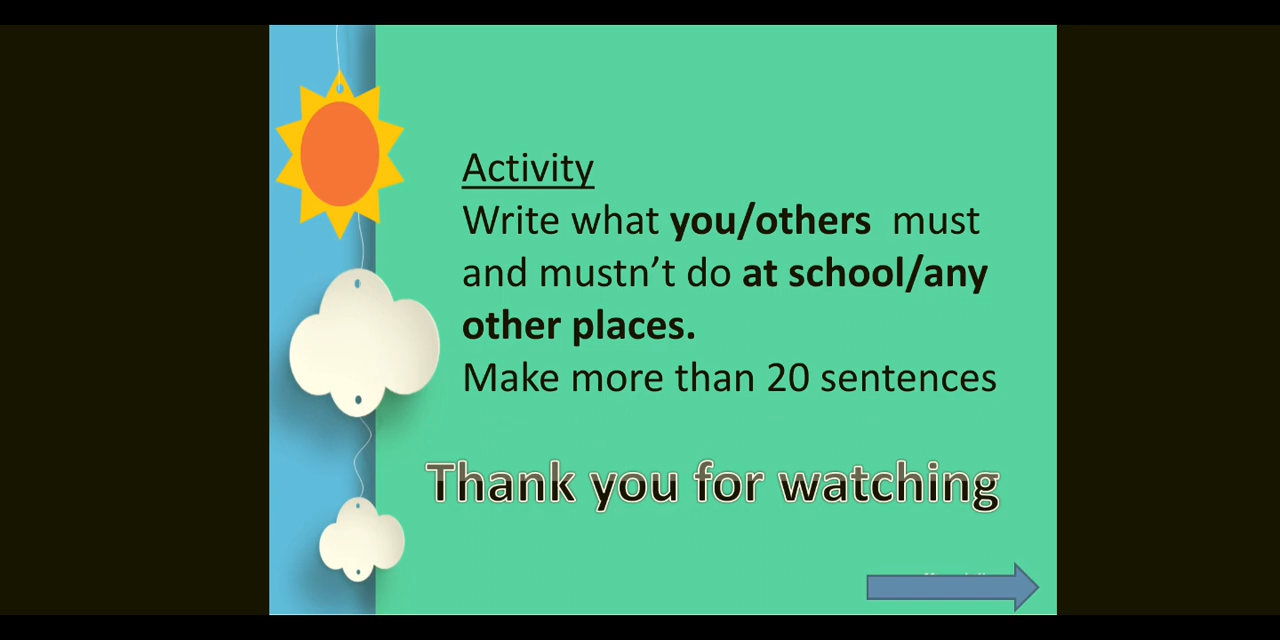 Activity
Write what you/others must
and mustn't do at school/any
other places.
Make more than 20 sentences
Thank you for watching